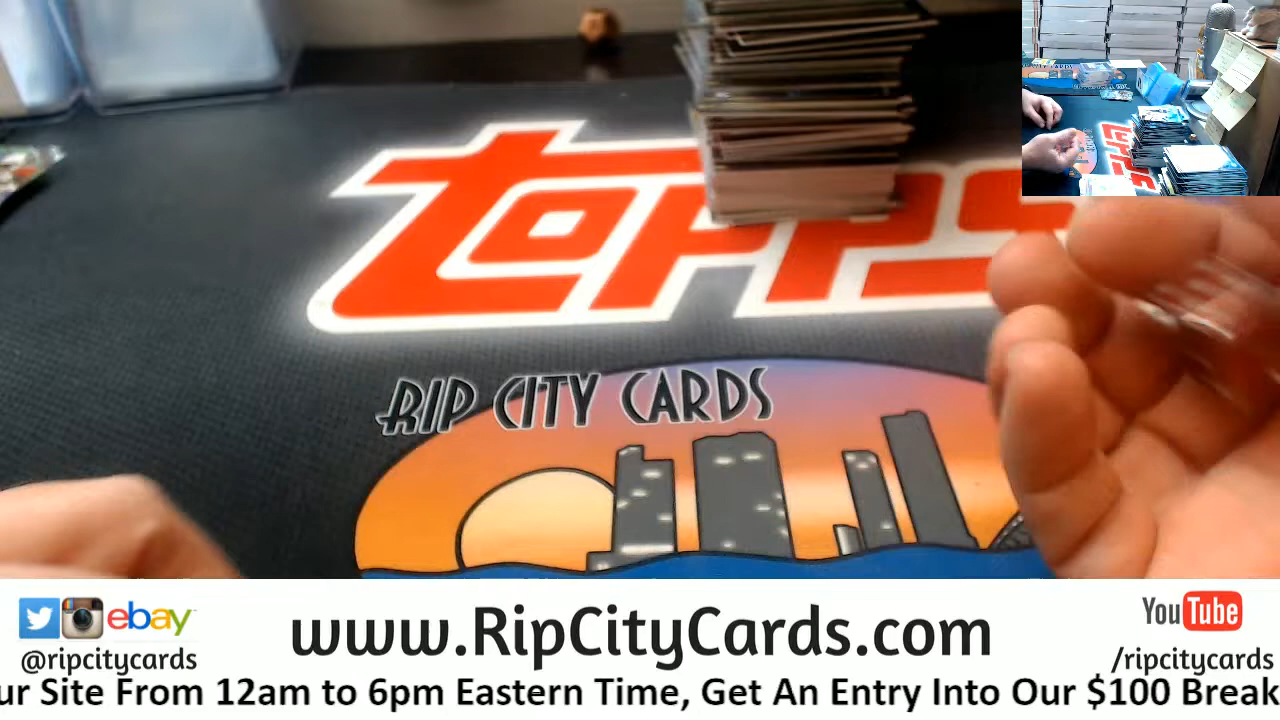 TOPPS
RIP CITY CARDS
ebay
@ripcitycards
www.RipCityCards.com
YouTube
/ripcitycards
ur Site From 12am to 6pm Eastern Time, Get An Entry Into Our $100 Break